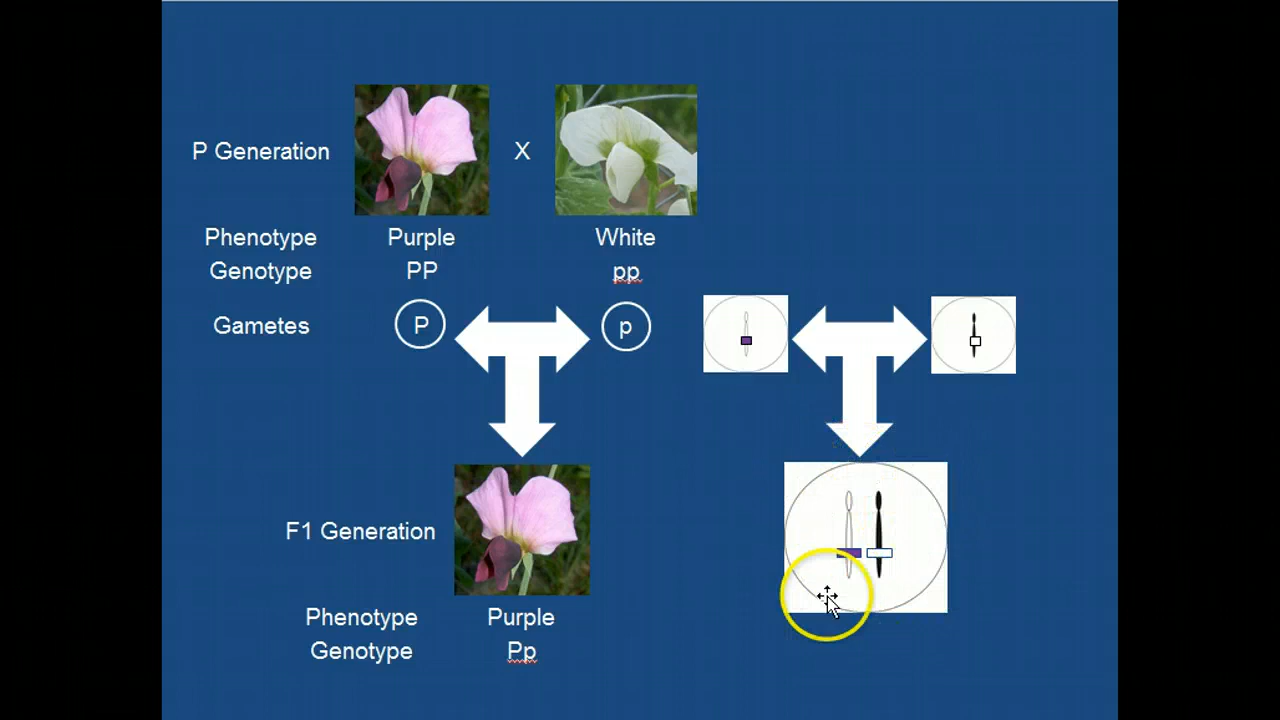 P Generation
X
Phenotype
Purple
White
Genotype
PP
pp
Gametes
P
p
F1 Generation
Phenotype
Purple
Genotype
Pp